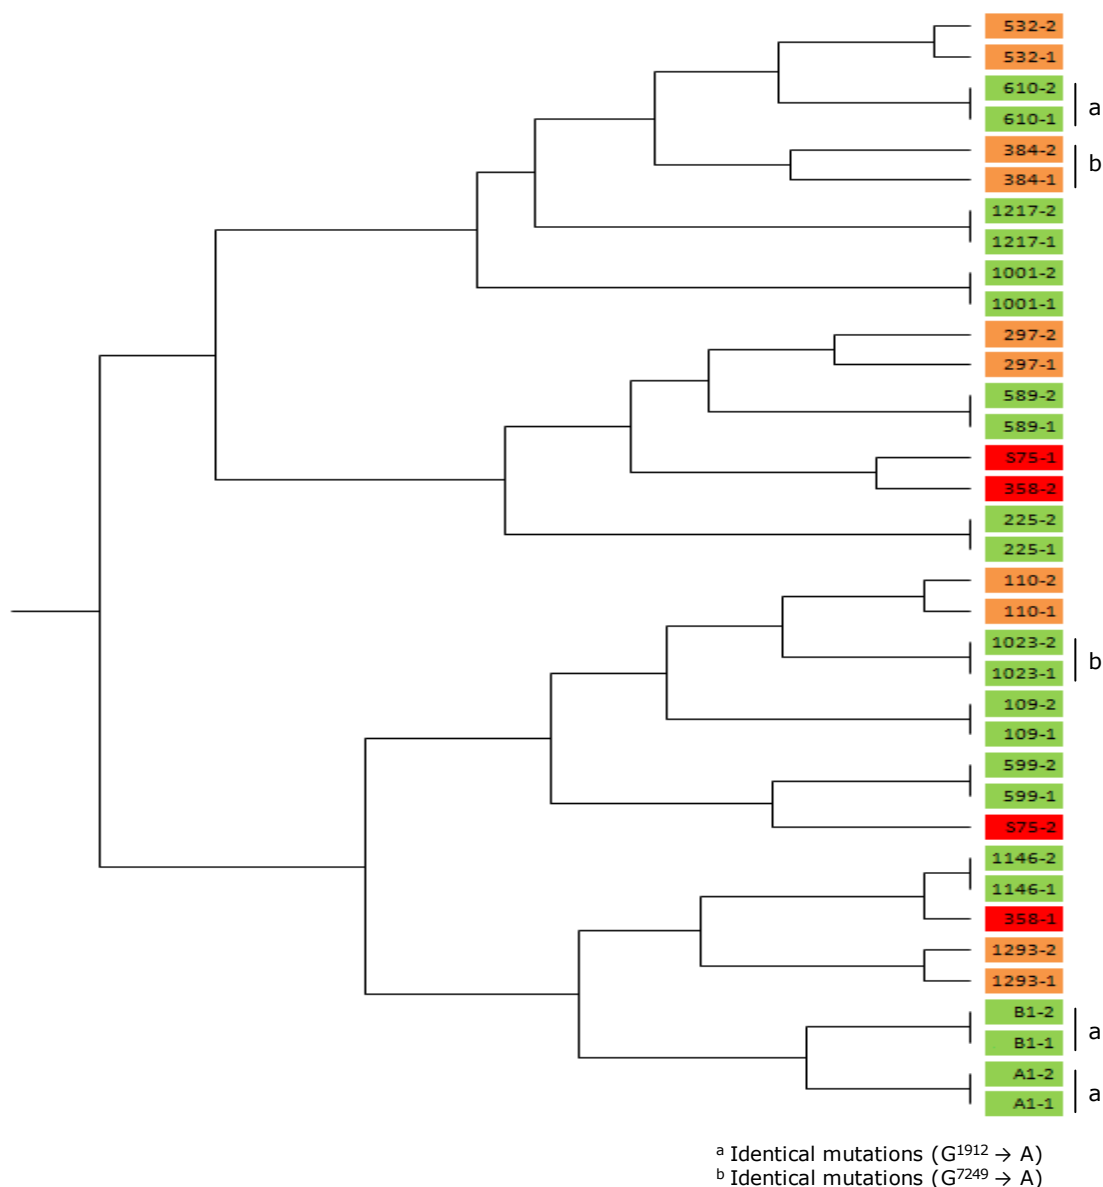 532-2
532-1
610-2
a
610-1
384-2
b
384-1
1217-2
1217-1
1001-2
1001-1
297-2
297-1
589-2
589-1
S75-1
358-2
225-2
225-1
110-2
110-1
1023-2
b
1023-1
109-2
109-1
599-2
599-1
S75-2
1146-2
1146-1
358-1
1293-2
1293-1
B1-2
a
B1-1
A1-2
a
A1-1
a Identical mutations (G1912 → A)
b Identical mutations (G7249 → A)